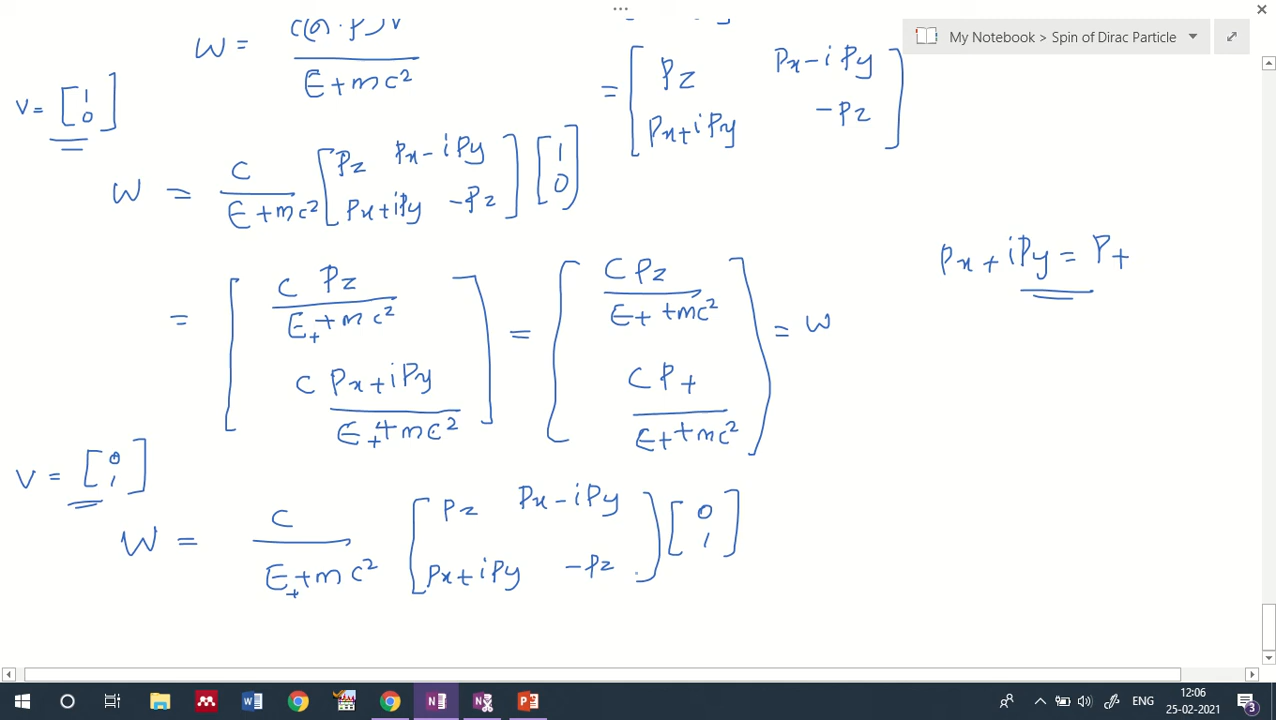 My Notebook > Spin of Dirac Particle
W = c(σ·p)v / E+mc²
= [Pz Px-iPy
Px+iPy -Pz]
V = [1
0]
W = c / E+mc² [Pz Px-iPy
Px+iPy -Pz] [1
0]
Px+iPy = P+
= [c Pz / E₊+mc²
c Px+iPy / E₊+mc²] = [C Pz / E₊+mc²
C P+ / E₊+mc²] = W
V = [0
1]
W = c / E₊+mc² [Pz Px-iPy
Px+iPy -Pz] [0
1]
ENG
12:06
25-02-2021
3